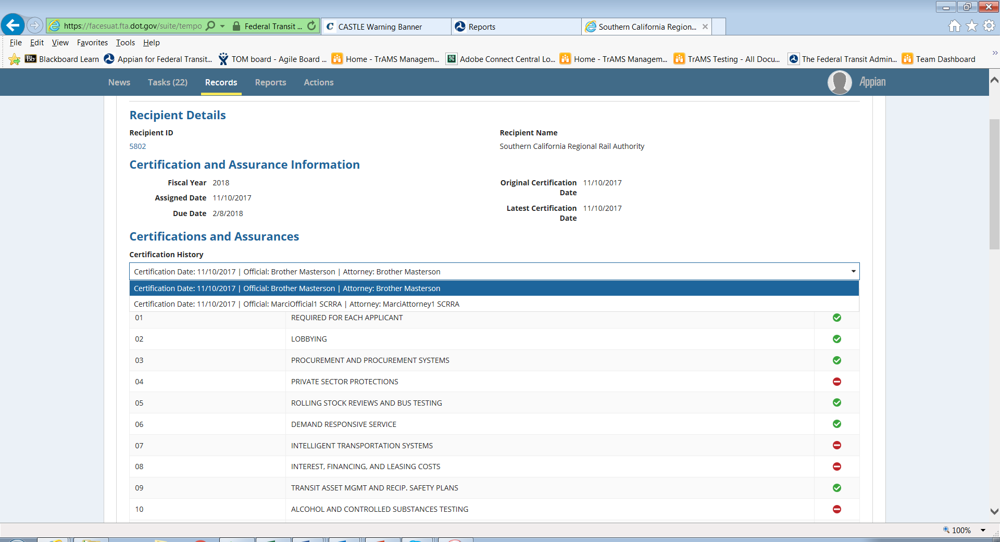 https://facesuat.fta.dot.gov/suite/tempo
Federal Transit ...
CASTLE Warning Banner
Reports
Southern California Region...
File Edit View Favorites Tools Help
Bb Blackboard Learn
Appian for Federal Transit...
TOM board - Agile Board ...
Home - TrAMS Managem...
Adobe Connect Central Lo...
Home - TrAMS Managem...
TrAMS Testing - All Docu...
The Federal Transit Admin...
Team Dashboard
News Tasks (22) Records Reports Actions
Appian
Recipient Details
Recipient ID
5802
Recipient Name
Southern California Regional Rail Authority
Certification and Assurance Information
Fiscal Year 2018
Assigned Date 11/10/2017
Due Date 2/8/2018
Original Certification Date 11/10/2017
Latest Certification Date 11/10/2017
Certifications and Assurances
Certification History
Certification Date: 11/10/2017 | Official: Brother Masterson | Attorney: Brother Masterson
Certification Date: 11/10/2017 | Official: Brother Masterson | Attorney: Brother Masterson
Certification Date: 11/10/2017 | Official: MarciOfficial1 SCRRA | Attorney: MarciAttorney1 SCRRA
01 REQUIRED FOR EACH APPLICANT
02 LOBBYING
03 PROCUREMENT AND PROCUREMENT SYSTEMS
04 PRIVATE SECTOR PROTECTIONS
05 ROLLING STOCK REVIEWS AND BUS TESTING
06 DEMAND RESPONSIVE SERVICE
07 INTELLIGENT TRANSPORTATION SYSTEMS
08 INTEREST, FINANCING, AND LEASING COSTS
09 TRANSIT ASSET MGMT AND RECIP. SAFETY PLANS
10 ALCOHOL AND CONTROLLED SUBSTANCES TESTING
100%